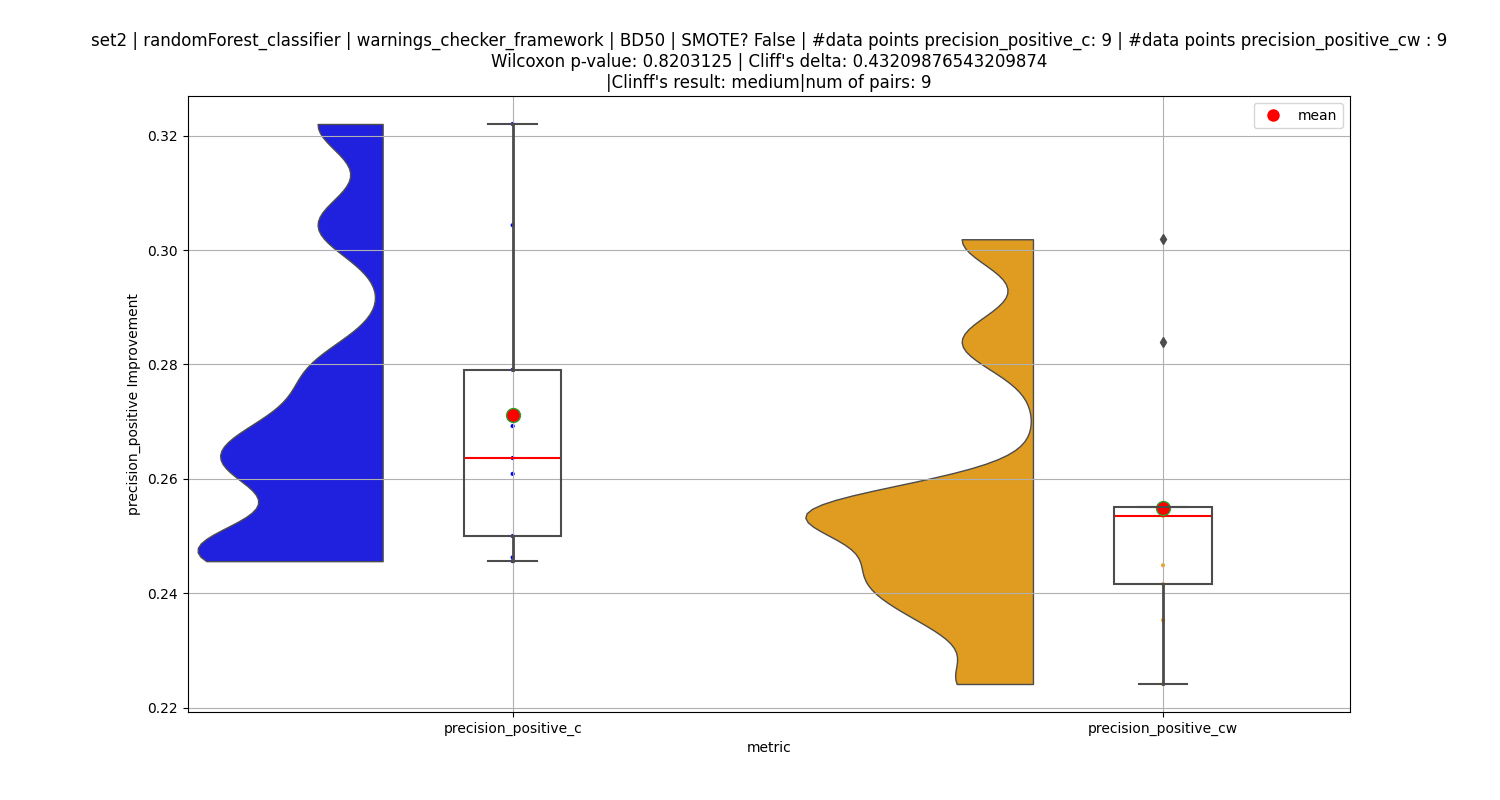 set2 | randomForest_classifier | warnings_checker_framework | BD50 | SMOTE? False | #data points precision_positive_c: 9 | #data points precision_positive_cw : 9
Wilcoxon p-value: 0.8203125 | Cliff's delta: 0.43209876543209874
|Clinff's result: medium|num of pairs: 9
mean
0.32
0.30
0.28
0.26
0.24
0.22
precision_positive Improvement
precision_positive_c
precision_positive_cw
metric